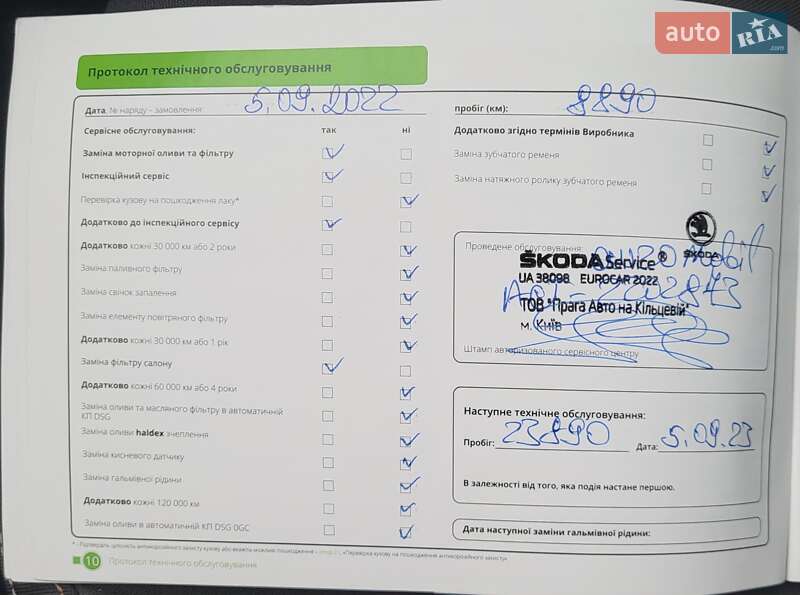 auto RIA .com
Протокол технічного обслуговування
Дата, № наряду – замовлення: 5.09.2022
пробіг (км): 8890
Сервісне обслуговування: так ні
Заміна моторної оливи та фільтру
Інспекційний сервіс
Перевірка кузову на пошкодження лаку*
Додатково до інспекційного сервісу
Додатково кожні 30 000 км або 2 роки
Заміна паливного фільтру
Заміна свічок запалення
Заміна елементу повітряного фільтру
Додатково кожні 30 000 км або 1 рік
Заміна фільтру салону
Додатково кожні 60 000 км або 4 роки
Заміна оливи та масляного фільтру в автоматичній
КП DSG
Заміна оливи haldex зчеплення
Заміна кисневого датчику
Заміна гальмівної рідини
Додатково кожні 120 000 км
Заміна оливи в автоматичній КП DSG 0GC
Додатково згідно термінів Виробника
Заміна зубчатого ременя
Заміна натяжного ролику зубчатого ременя
Проведене обслуговування:
ŠKODA
ŠKODA Service®
UA 38098 EUROCAR 2022
ТОВ "Прага Авто на Кільцевій"
м. Київ
Штамп авторизованого сервісного центру
Наступне технічне обслуговування:
Пробіг: 23890 Дата: 5.09.23
В залежності від того, яка подія настане першою.
Дата наступної заміни гальмівної рідини:
10 Протокол технічного обслуговування